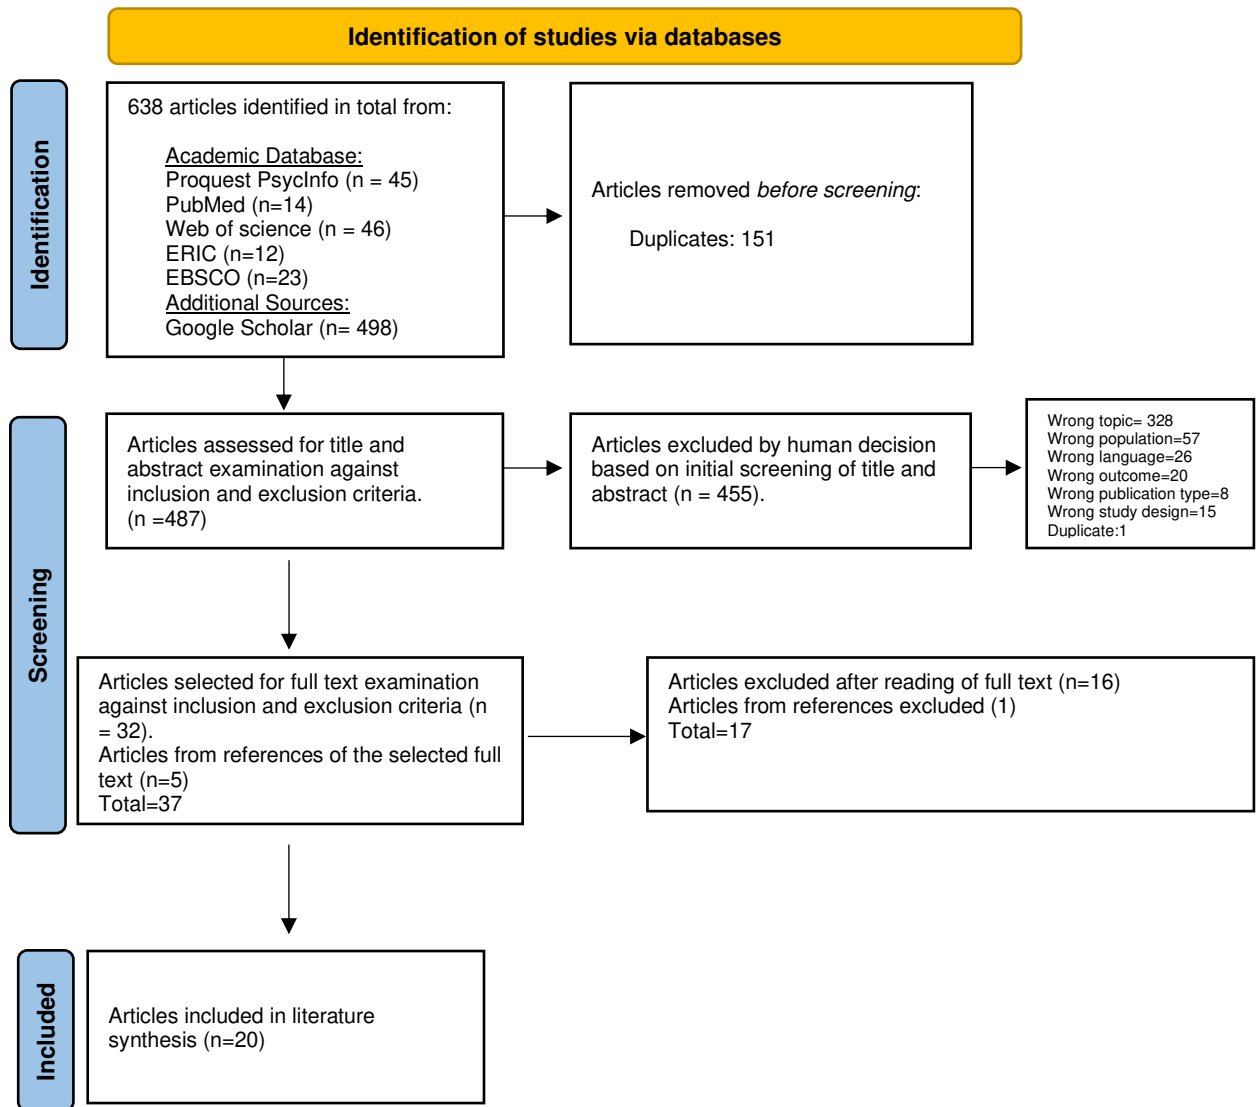 Identification of studies via databases
Identification
638 articles identified in total from:
Academic Database:
Proquest PsycInfo (n = 45)
PubMed (n=14)
Web of science (n = 46)
ERIC (n=12)
EBSCO (n=23)
Additional Sources:
Google Scholar (n= 498)
Articles removed before screening:
Duplicates: 151
Screening
Articles assessed for title and
abstract examination against
inclusion and exclusion criteria.
(n =487)
Articles excluded by human decision
based on initial screening of title and
abstract (n = 455).
Wrong topic= 328
Wrong population=57
Wrong language=26
Wrong outcome=20
Wrong publication type=8
Wrong study design=15
Duplicate:1
Articles selected for full text examination
against inclusion and exclusion criteria (n
= 32).
Articles from references of the selected full
text (n=5)
Total=37
Articles excluded after reading of full text (n=16)
Articles from references excluded (1)
Total=17
Included
Articles included in literature
synthesis (n=20)